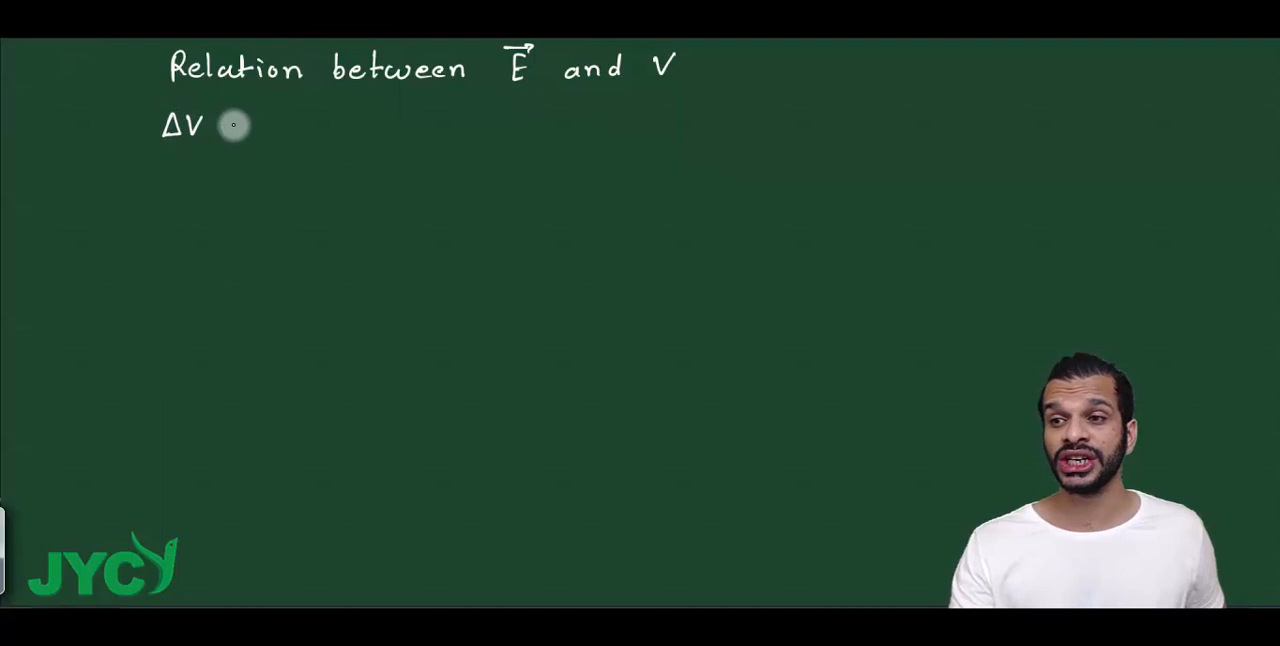 Relation between E⃗ and V
ΔV
JYC